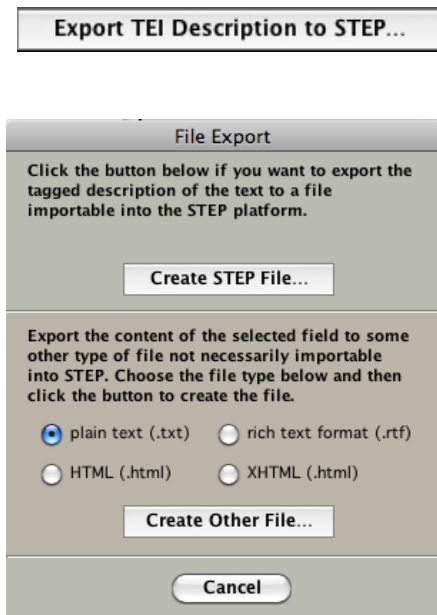 Export TEI Description to STEP...
File Export
Click the button below if you want to export the
tagged description of the text to a file
importable into the STEP platform.
Create STEP File...
Export the content of the selected field to some
other type of file not necessarily importable
into STEP. Choose the file type below and then
click the button to create the file.
plain text (.txt) rich text format (.rtf)
HTML (.html) XHTML (.html)
Create Other File...
Cancel